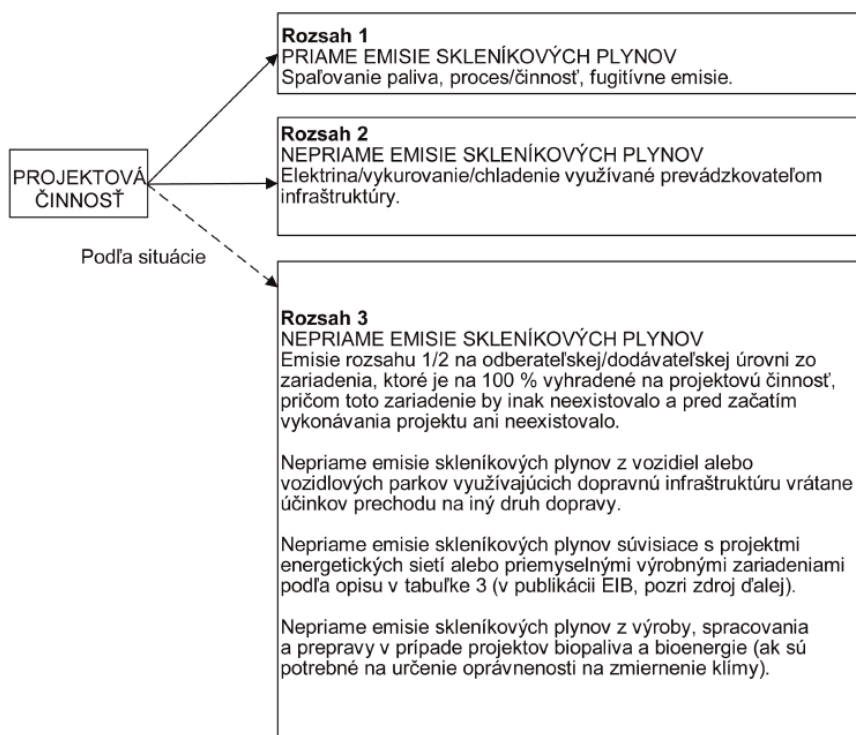 Rozsah 1
PRIAME EMISIE SKLENÍKOVÝCH PLYNOV
Spaľovanie paliva, proces/činnosť, fugitívne emisie.
Rozsah 2
NEPRIAME EMISIE SKLENÍKOVÝCH PLYNOV
Elektrina/vykurovanie/chladenie využívané prevádzkovateľom
infraštruktúry.
PROJEKTOVÁ
ČINNOSŤ
Podľa situácie
Rozsah 3
NEPRIAME EMISIE SKLENÍKOVÝCH PLYNOV
Emisie rozsahu 1/2 na odberateľskej/dodávateľskej úrovni zo
zariadenia, ktoré je na 100 % vyhradené na projektovú činnosť,
pričom toto zariadenie by inak neexistovalo a pred začatím
vykonávania projektu ani neexistovalo.
Nepriame emisie skleníkových plynov z vozidiel alebo
vozidlových parkov využívajúcich dopravnú infraštruktúru vrátane
účinkov prechodu na iný druh dopravy.
Nepriame emisie skleníkových plynov súvisiace s projektmi
energetických sietí alebo priemyselnými výrobnými zariadeniami
podľa opisu v tabuľke 3 (v publikácii EIB, pozri zdroj ďalej).
Nepriame emisie skleníkových plynov z výroby, spracovania
a prepravy v prípade projektov biopaliva a bioenergie (ak sú
potrebné na určenie oprávnenosti na zmiernenie klímy).